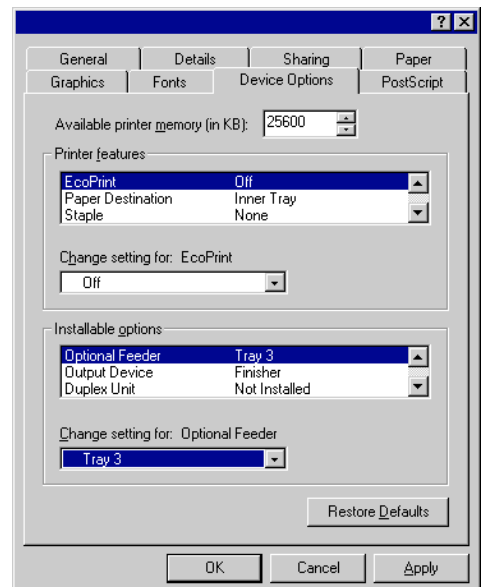 General Details Sharing Paper
Graphics Fonts Device Options PostScript
Available printer memory (in KB): 25600
Printer features
EcoPrint Off
Paper Destination Inner Tray
Staple None
Change setting for: EcoPrint
Off
Installable options
Optional Feeder Tray 3
Output Device Finisher
Duplex Unit Not Installed
Change setting for: Optional Feeder
Tray 3
Restore Defaults
OK Cancel Apply